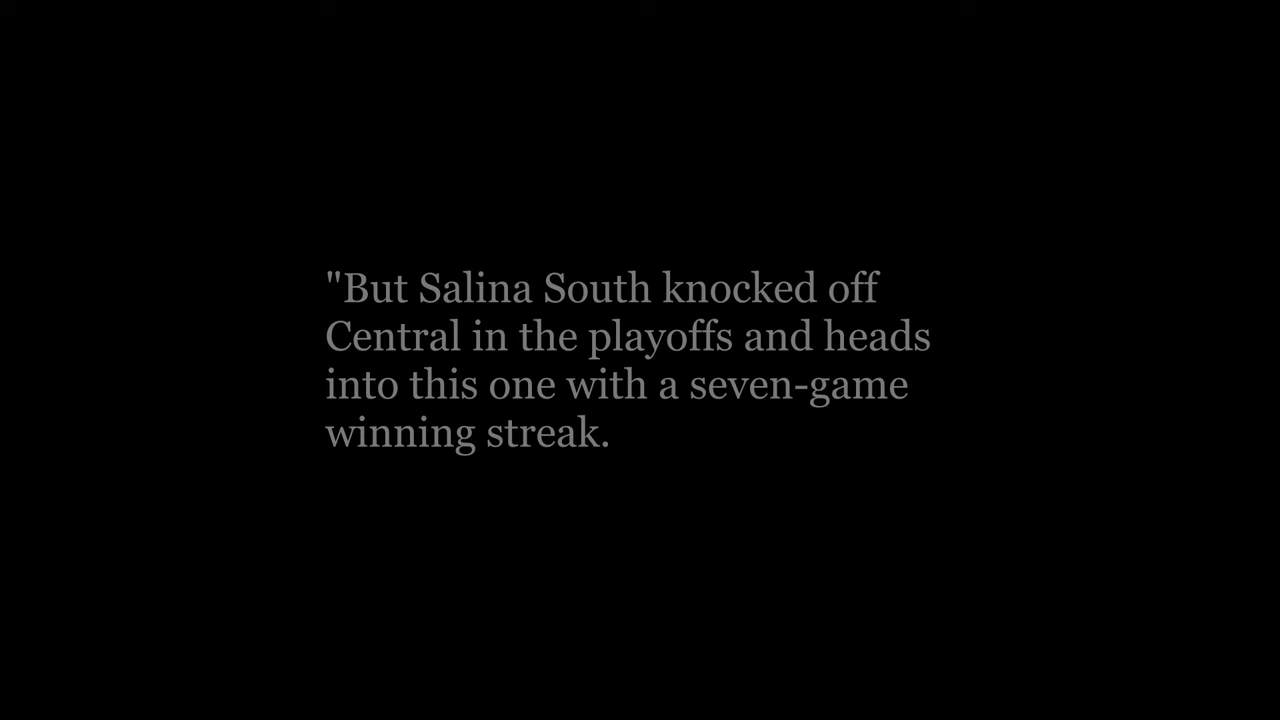 "But Salina South knocked off
Central in the playoffs and heads
into this one with a seven-game
winning streak.